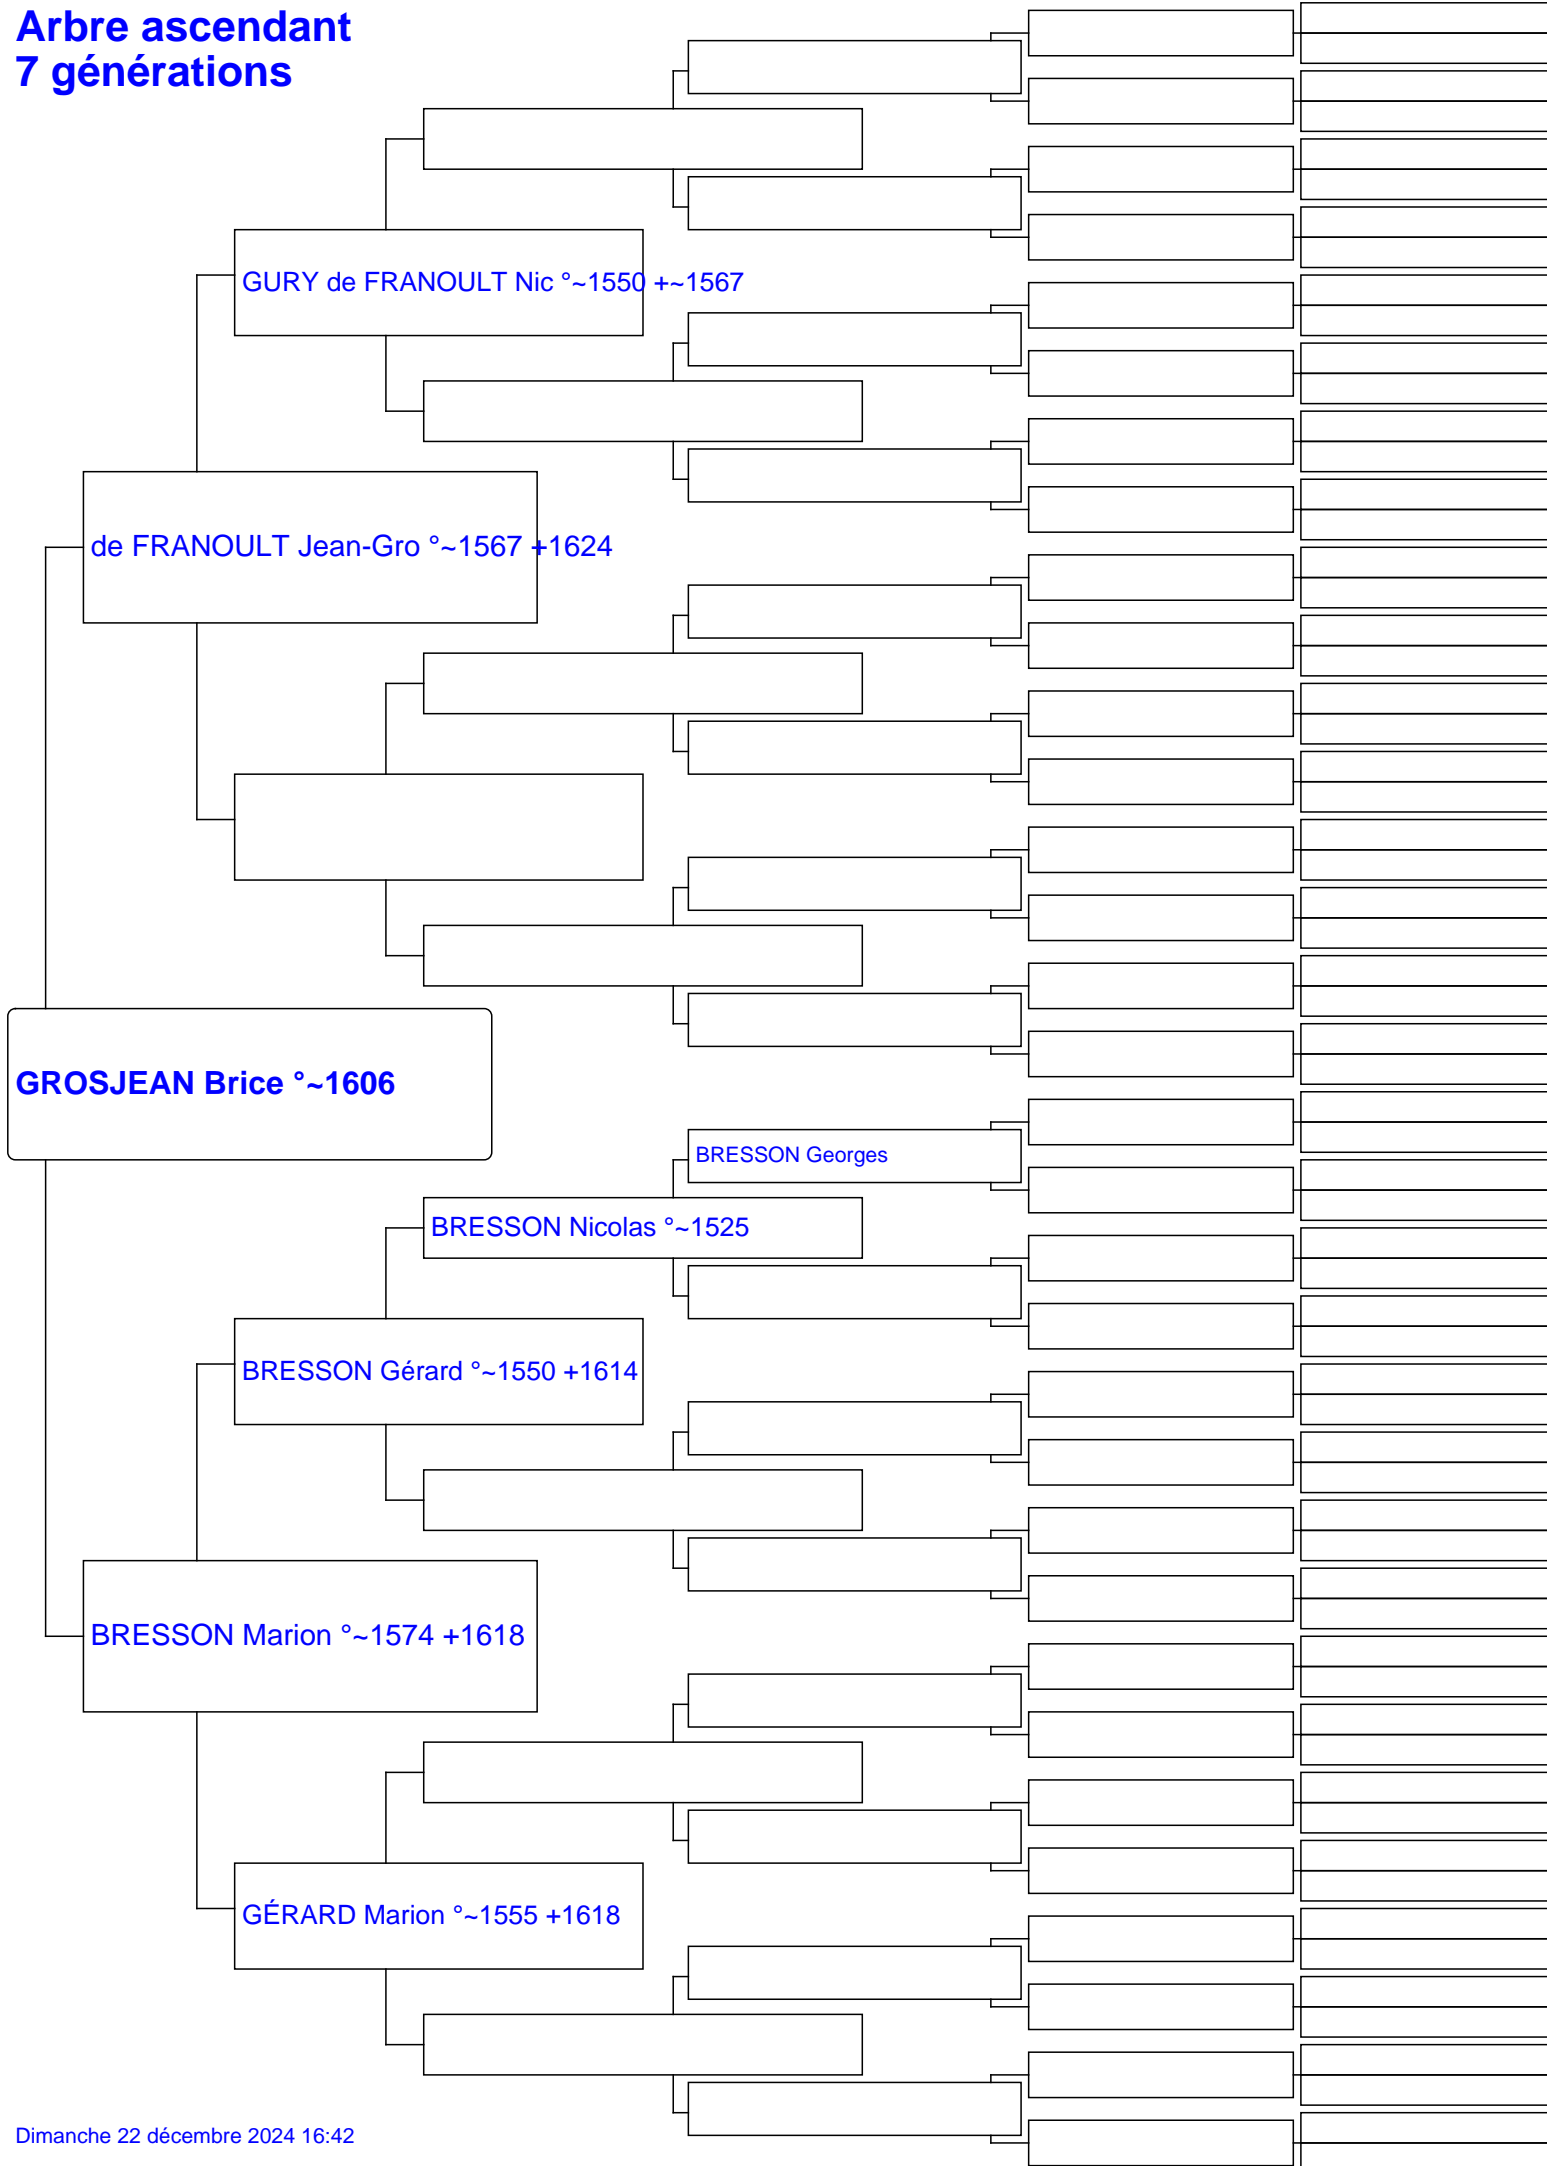 Arbre ascendant
7 générations
GURY de FRANOULT Nic °~1550 +~1567
de FRANOULT Jean-Gro °~1567 +1624
GROSJEAN Brice °~1606
BRESSON Georges
BRESSON Nicolas °~1525
BRESSON Gérard °~1550 +1614
BRESSON Marion °~1574 +1618
GÉRARD Marion °~1555 +1618
Dimanche 22 décembre 2024 16:42